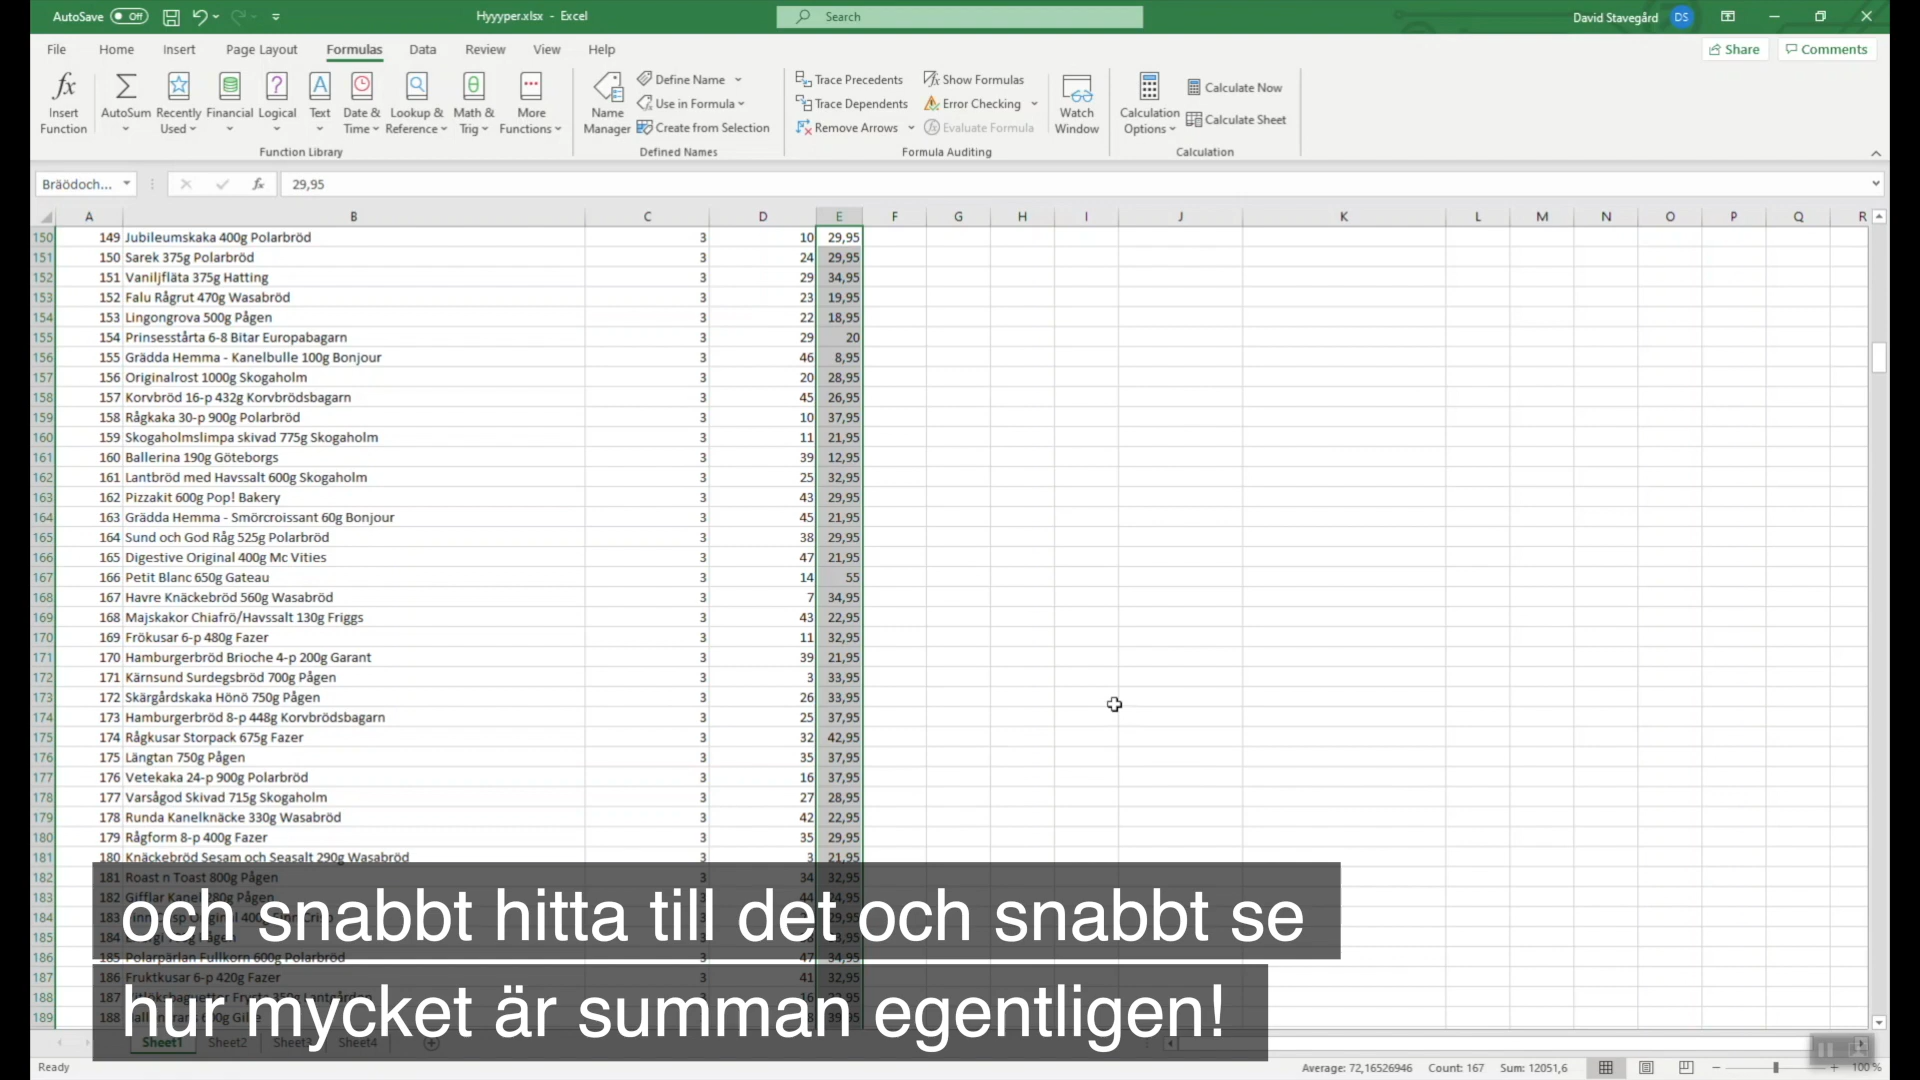 AutoSave Off Hyyyper.xlsx - Excel Search David Stavegård DS
File Home Insert Page Layout Formulas Data Review View Help Share Comments
fx Insert Function
AutoSum
Recently Used
Financial
Logical
Text
Date & Time
Lookup & Reference
Math & Trig
More Functions
Function Library
Name Manager
Define Name
Use in Formula
Create from Selection
Defined Names
Trace Precedents
Trace Dependents
Remove Arrows
Show Formulas
Error Checking
Evaluate Formula
Formula Auditing
Watch Window
Calculation Options
Calculate Now
Calculate Sheet
Calculation
Bräödoch... fx 29,95
A B C D E F G H I J K L M N O P Q R
150 149 Jubileumskaka 400g Polarbröd 3 10 29,95
151 150 Sarek 375g Polarbröd 3 24 29,95
152 151 Vaniljfläta 375g Hatting 3 29 34,95
153 152 Falu Rågrut 470g Wasabröd 3 23 19,95
154 153 Lingongrova 500g Pågen 3 22 18,95
155 154 Prinsesstårta 6-8 Bitar Europabagarn 3 29 20
156 155 Grädda Hemma - Kanelbulle 100g Bonjour 3 46 8,95
157 156 Originalrost 1000g Skogaholm 3 20 28,95
158 157 Korvbröd 16-p 432g Korvbrödsbagarn 3 45 26,95
159 158 Rågkaka 30-p 900g Polarbröd 3 10 37,95
160 159 Skogaholmslimpa skivad 775g Skogaholm 3 11 21,95
161 160 Ballerina 190g Göteborgs 3 39 12,95
162 161 Lantbröd med Havssalt 600g Skogaholm 3 25 32,95
163 162 Pizzakit 600g Pop! Bakery 3 43 29,95
164 163 Grädda Hemma - Smörcroissant 60g Bonjour 3 45 21,95
165 164 Sund och God Råg 525g Polarbröd 3 38 29,95
166 165 Digestive Original 400g Mc Vities 3 47 21,95
167 166 Petit Blanc 650g Gateau 3 14 55
168 167 Havre Knäckebröd 560g Wasabröd 3 7 34,95
169 168 Majskakor Chiafrö/Havssalt 130g Friggs 3 43 22,95
170 169 Frökusar 6-p 480g Fazer 3 11 32,95
171 170 Hamburgerbröd Brioche 4-p 200g Garant 3 39 21,95
172 171 Kärnsund Surdegsbröd 700g Pågen 3 3 33,95
173 172 Skärgårdskaka Hönö 750g Pågen 3 26 33,95
174 173 Hamburgerbröd 8-p 448g Korvbrödsbagarn 3 25 37,95
175 174 Rågkusar Storpack 675g Fazer 3 32 42,95
176 175 Längtan 750g Pågen 3 35 37,95
177 176 Vetekaka 24-p 900g Polarbröd 3 16 37,95
178 177 Varsågod Skivad 715g Skogaholm 3 27 28,95
179 178 Runda Kanelknäcke 330g Wasabröd 3 42 22,95
180 179 Rågform 8-p 400g Fazer 3 35 29,95
181 180 Knäckebröd Sesam och Seasalt 290g Wasabröd 3 3 21,95
182 181 Roast n Toast 800g Pågen 34 32,95
183 182 Gifflar Kanel Pågen 44
184 183
185 184
186 185 Polarpärlan Fullkorn 600g Polarbröd 47 34,95
187 186 Fruktkusar 6-p 420g Fazer 41 32,95
188 187
189 188
och snabbt hitta till det och snabbt se
hur mycket är summan egentligen!
Sheet1 Sheet2 Sheet3 Sheet4
Ready Average: 72,16526946 Count: 167 Sum: 12051,6 100 %